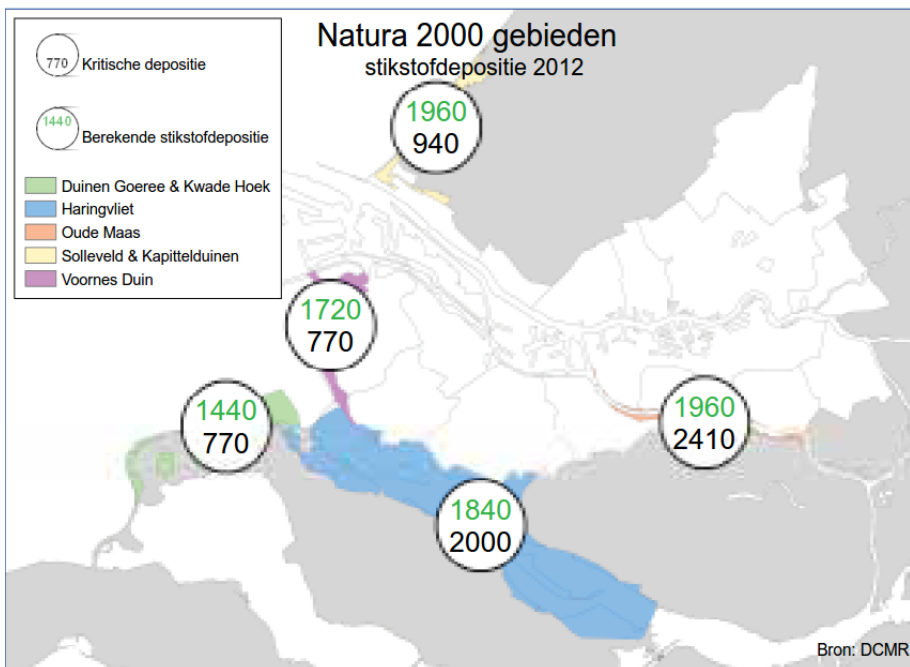 Natura 2000 gebieden
stikstofdepositie 2012
770 Kritische depositie
1440 Berekende stikstofdepositie
Duinen Goeree & Kwade Hoek
Haringvliet
Oude Maas
Solleveld & Kapittelduinen
Voornes Duin
1960
940
1720
770
1440
770
1960
2410
1840
2000
Bron: DCMR